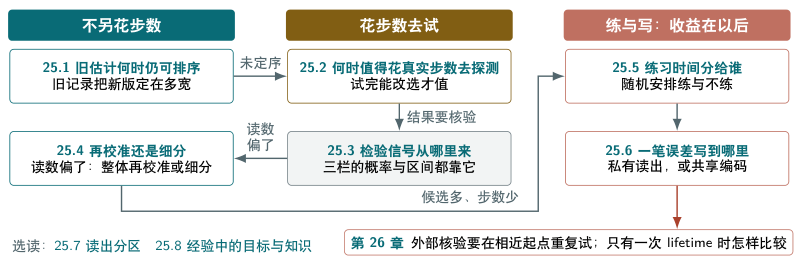 不另花步数
花步数去试
练与写：收益在以后
25.1 旧估计何时仍可排序
旧记录把新版定在多宽
未定序
25.2 何时值得花真实步数去探测
试完能改选才值
25.5 练习时间分给谁
随机安排练与不练
结果要核验
25.4 再校准还是细分
读数偏了：整体再校准或细分
读数
偏了
25.3 检验信号从哪里来
三栏的概率与区间都靠它
25.6 一笔误差写到哪里
私有读出，或共享编码
候选多、步数少
选读：25.7 读出分区 25.8 经验中的目标与知识
第 26 章 外部核验要在相近起点重复试；只有一次 lifetime 时怎样比较